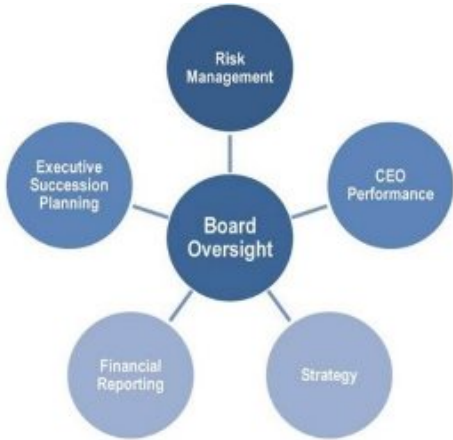 Risk
Management
Executive
Succession
Planning
CEO
Performance
Board
Oversight
Financial
Reporting
Strategy